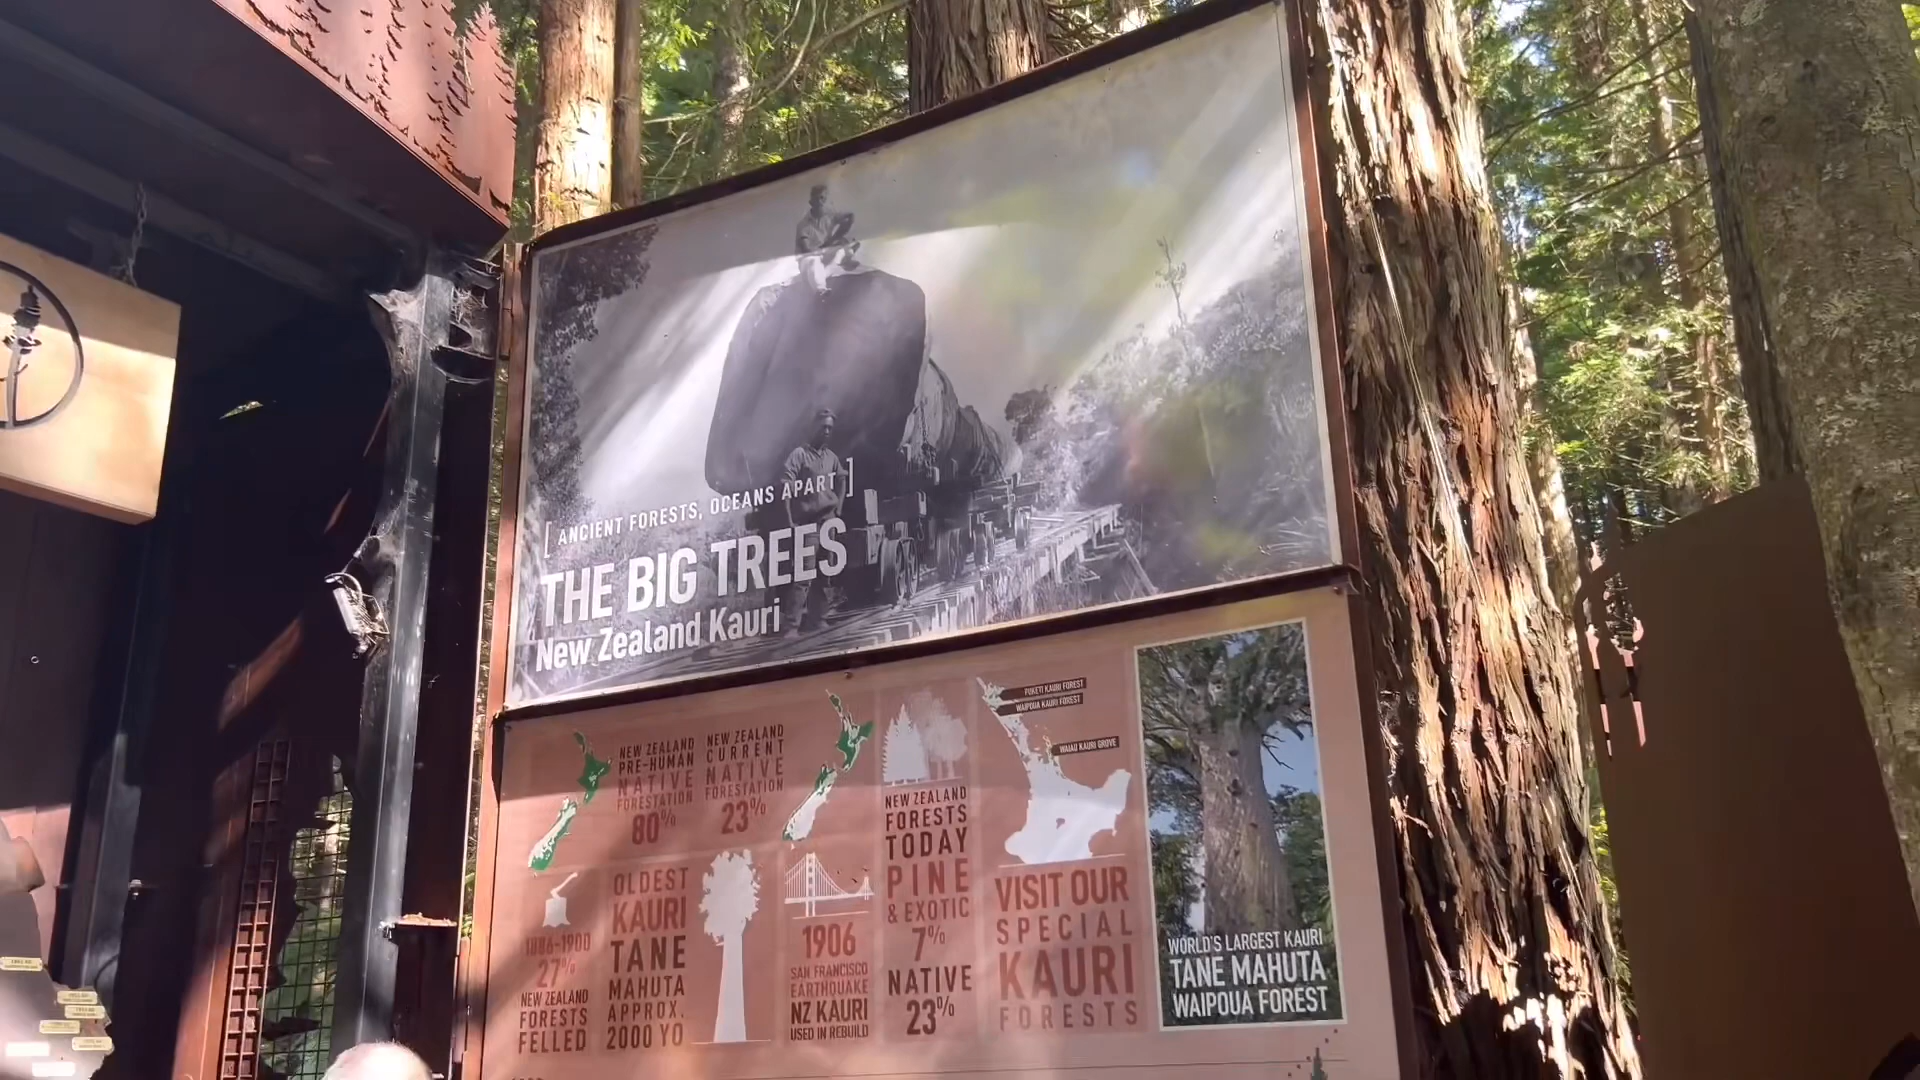 [ ANCIENT FORESTS, OCEANS APART ]
THE BIG TREES
New Zealand Kauri
NEW ZEALAND
PRE-HUMAN
NATIVE
FORESTATION
80%
NEW ZEALAND
CURRENT
NATIVE
FORESTATION
23%
1886-1900
27%
NEW ZEALAND
FORESTS
FELLED
OLDEST
KAURI
TANE
MAHUTA
APPROX.
2000 YO
1906
SAN FRANCISCO
EARTHQUAKE
NZ KAURI
USED IN REBUILD
NEW ZEALAND
FORESTS
TODAY
PINE
& EXOTIC
7%
NATIVE
23%
PUKETI KAURI FOREST
WAIPOUA KAURI FOREST
WAIAU KAURI GROVE
VISIT OUR
SPECIAL
KAURI
FORESTS
WORLD'S LARGEST KAURI
TANE MAHUTA
WAIPOUA FOREST